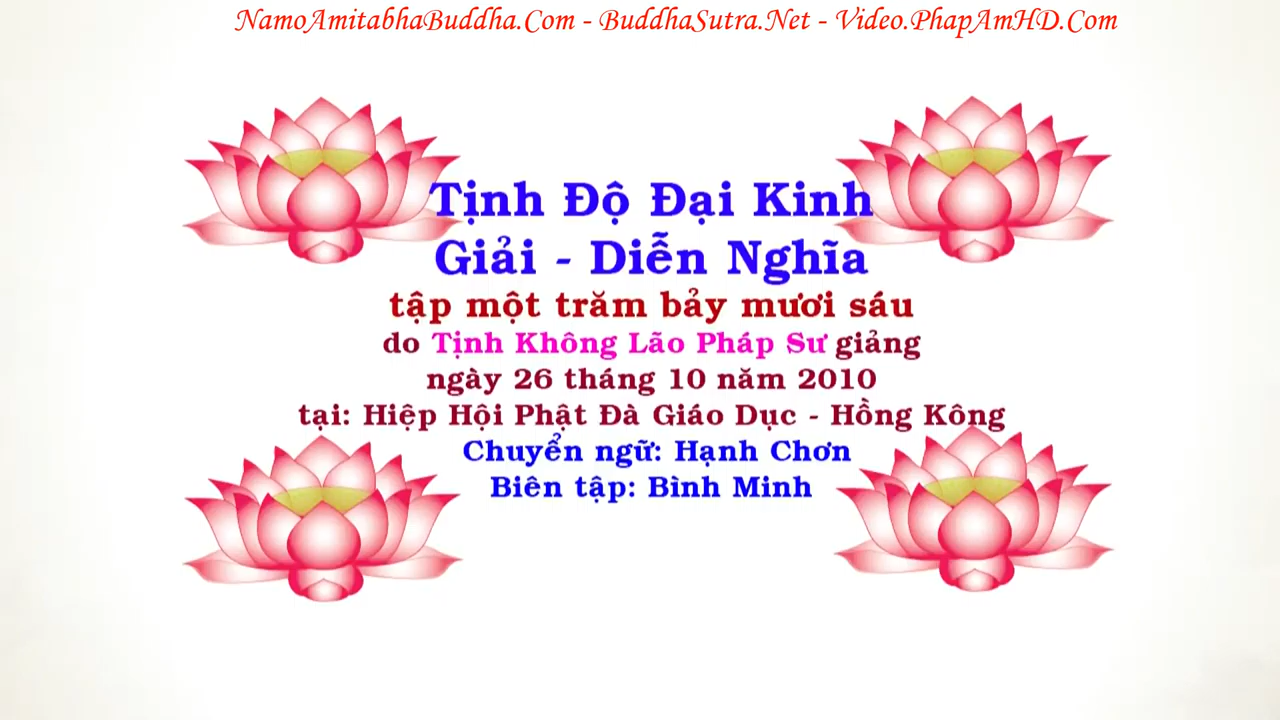 NamoAmitabhaBuddha.Com - BuddhaSutra.Net - Video.PhapAmHD.Com
Tịnh Độ Đại Kinh
Giải - Diễn Nghĩa
tập một trăm bảy mươi sáu
do Tịnh Không Lão Pháp Sư giảng
ngày 26 tháng 10 năm 2010
tại: Hiệp Hội Phật Đà Giáo Dục - Hồng Kông
Chuyển ngữ: Hạnh Chơn
Biên tập: Bình Minh